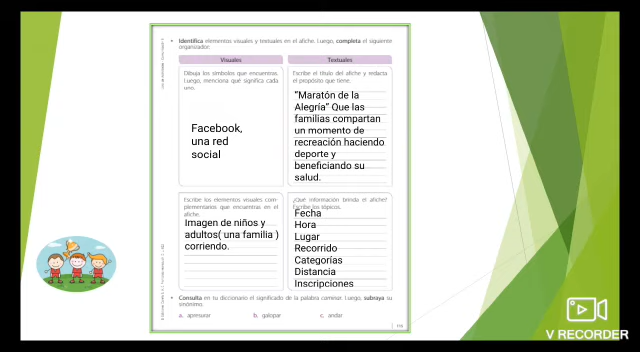 Identifica elementos visuales y textuales en el afiche. Luego, completa el siguiente
organizador.
Visuales
Textuales
Dibuja los símbolos que encuentras.
Luego, menciona qué significa cada
uno.
Facebook,
una red
social
Escribe el título del afiche y redacta
el propósito que tiene.
"Maratón de la
Alegría" Que las
familias compartan
un momento de
recreación haciendo
deporte y
beneficiando su
salud.
Escribe los elementos visuales com-
plementarios que encuentras en el
afiche.
Imagen de niños y
adultos( una familia )
corriendo.
¿Qué información brinda el afiche?
Escribe los tópicos.
Fecha
Hora
Lugar
Recorrido
Categorías
Distancia
Inscripciones
Consulta en tu diccionario el significado de la palabra carrerear. Luego, subraya su
sinónimo.
a. apresurar
b. galopar
c. andar
V RECORDER